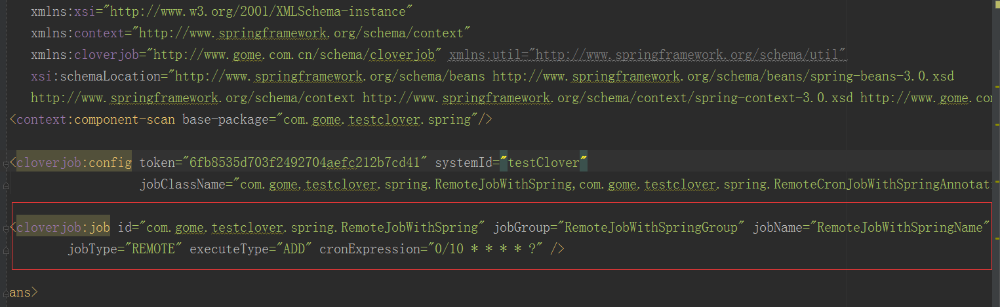 xmlns:xsi="http://www.w3.org/2001/XMLSchema-instance"
xmlns:context="http://www.springframework.org/schema/context"
xmlns:cloverjob="http://www.gome.com.cn/schema/cloverjob" xmlns:util="http://www.springframework.org/schema/util"
xsi:schemaLocation="http://www.springframework.org/schema/beans http://www.springframework.org/schema/beans/spring-beans-3.0.xsd
http://www.springframework.org/schema/context http://www.springframework.org/schema/context/spring-context-3.0.xsd http://www.gome.con
<context:component-scan base-package="com.gome.testclover.spring"/>
<cloverjob:config token="6fb8535d703f2492704aefc212b7cd41" systemId="testClover"
jobClassName="com.gome.testclover.spring.RemoteJobWithSpring,com.gome.testclover.spring.RemoteCronJobWithSpringAnnotati
<cloverjob:job id="com.gome.testclover.spring.RemoteJobWithSpring" jobGroup="RemoteJobWithSpringGroup" jobName="RemoteJobWithSpringName"
jobType="REMOTE" executeType="ADD" cronExpression="0/10 * * * * ?" />
ans>